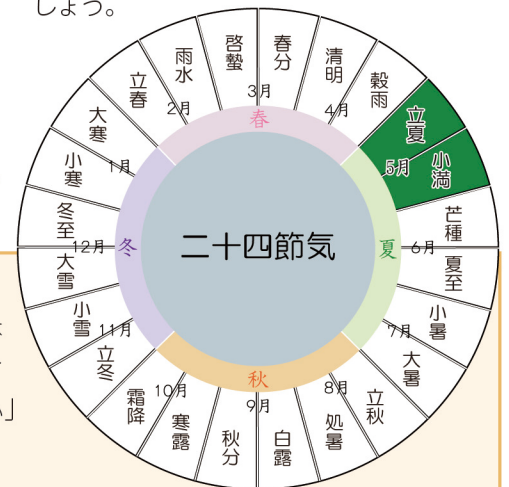 しょう。
二十四節気
春
夏
秋
冬
立春
雨水
2月
啓蟄
春分
3月
清明
穀雨
4月
立夏
小満
5月
芒種
夏至
6月
小暑
大暑
7月
立秋
処暑
8月
白露
秋分
9月
寒露
霜降
10月
立冬
小雪
11月
大雪
冬至
12月
小寒
大寒
1月
」